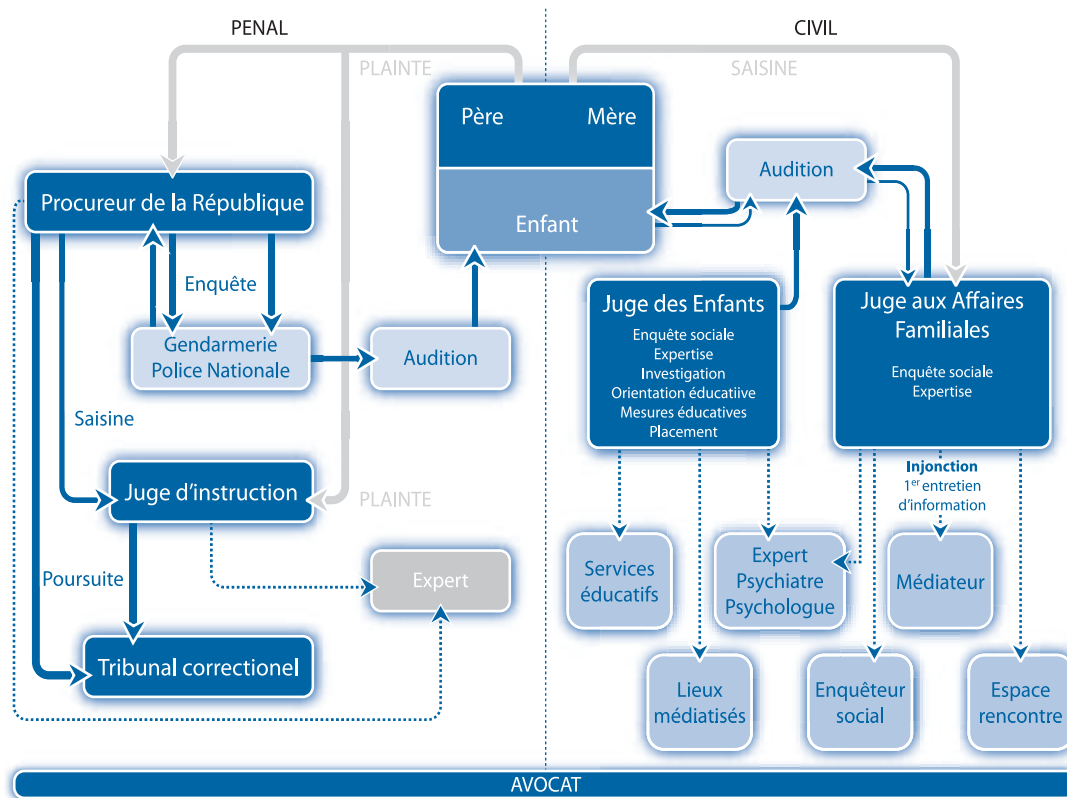 PENAL
CIVIL
PLAINTE
SAISINE
Père
Mère
Enfant
Audition
Procureur de la République
Enquête
Gendarmerie
Police Nationale
Audition
Juge des Enfants
Enquête sociale
Expertise
Investigation
Orientation éducatiive
Mesures éducatives
Placement
Juge aux Affaires
Familiales
Enquête sociale
Expertise
Saisine
Juge d'instruction
PLAINTE
Injonction
1er entretien
d'information
Poursuite
Expert
Services
éducatifs
Expert
Psychiatre
Psychologue
Médiateur
Tribunal correctionel
Lieux
médiatisés
Enquêteur
social
Espace
rencontre
AVOCAT